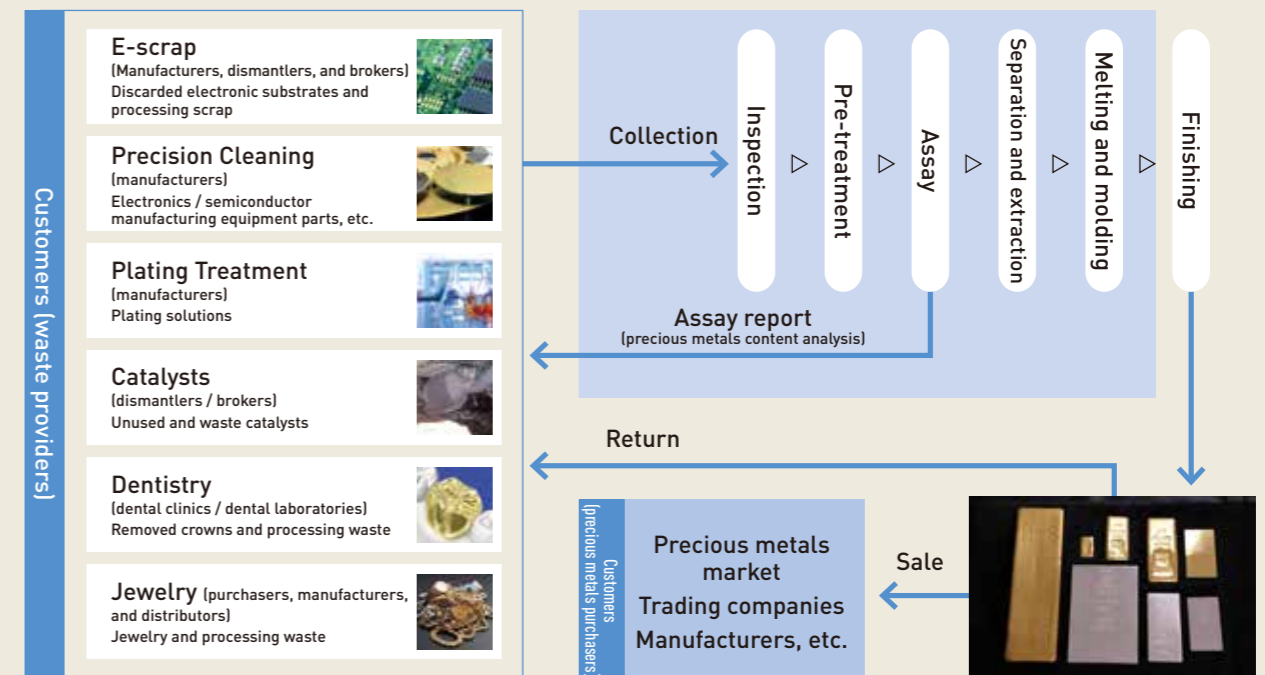 Customers (waste providers)
E-scrap
(Manufacturers, dismantlers, and brokers)
Discarded electronic substrates and
processing scrap
Precision Cleaning
(manufacturers)
Electronics / semiconductor
manufacturing equipment parts, etc.
Plating Treatment
(manufacturers)
Plating solutions
Catalysts
(dismantlers / brokers)
Unused and waste catalysts
Dentistry
(dental clinics / dental laboratories)
Removed crowns and processing waste
Jewelry (purchasers, manufacturers,
and distributors)
Jewelry and processing waste
Collection
Inspection
Pre-treatment
Assay
Separation and extraction
Melting and molding
Finishing
Assay report
(precious metals content analysis)
Return
Sale
Customers
(precious metals purchasers)
Precious metals
market
Trading companies
Manufacturers, etc.